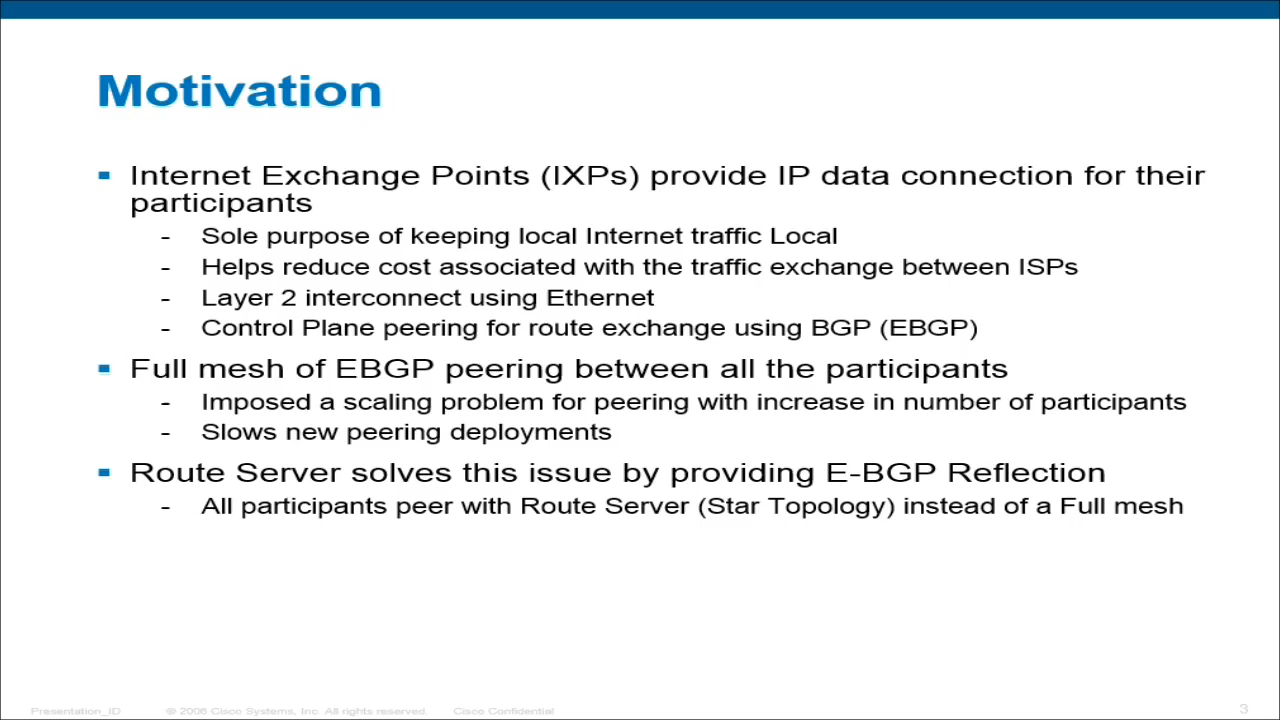 Motivation
Internet Exchange Points (IXPs) provide IP data connection for their
participants
- Sole purpose of keeping local Internet traffic Local
- Helps reduce cost associated with the traffic exchange between ISPs
- Layer 2 interconnect using Ethernet
- Control Plane peering for route exchange using BGP (EBGP)
Full mesh of EBGP peering between all the participants
- Imposed a scaling problem for peering with increase in number of participants
- Slows new peering deployments
Route Server solves this issue by providing E-BGP Reflection
- All participants peer with Route Server (Star Topology) instead of a Full mesh
Presentation_ID © 2006 Cisco Systems, Inc. All rights reserved. Cisco Confidential 3